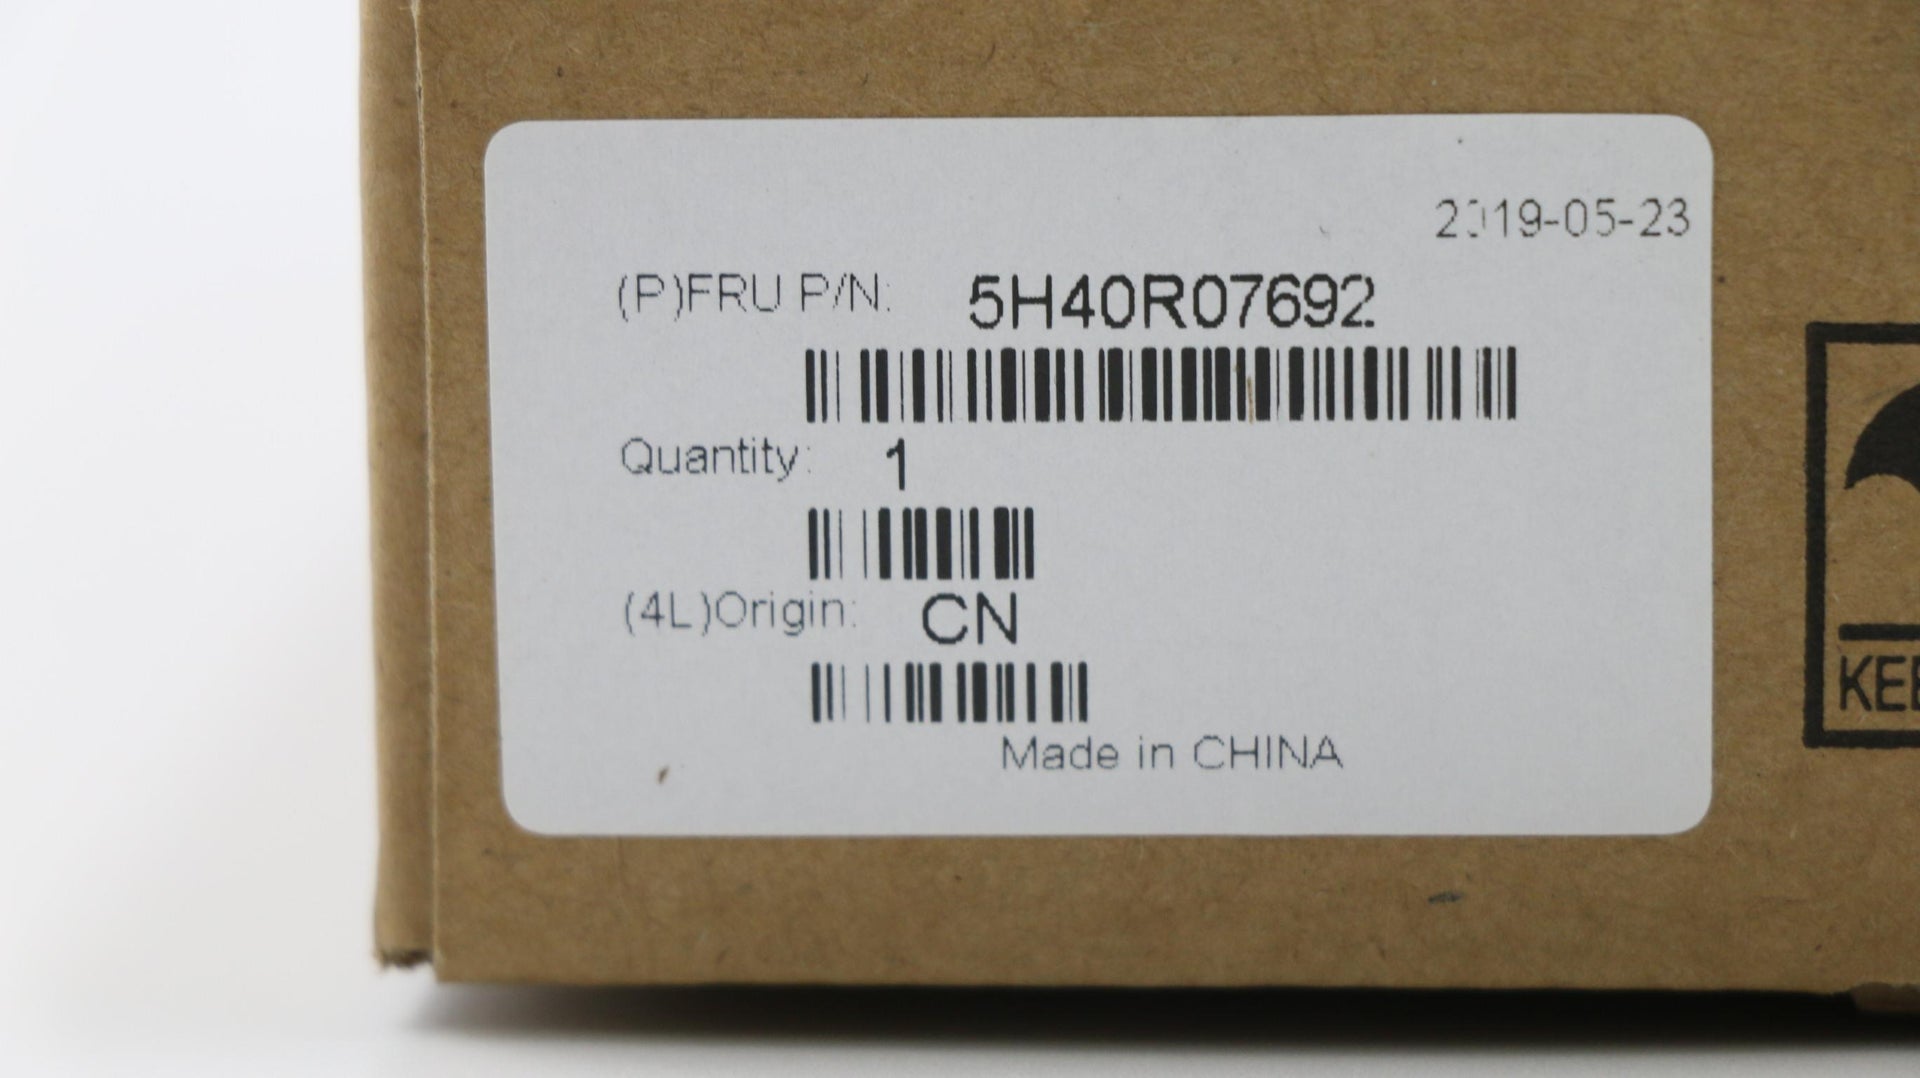 2019-05-23
(P)FRU P/N: 5H40R07692
Quantity: 1
(4L)Origin: CN
Made in CHINA